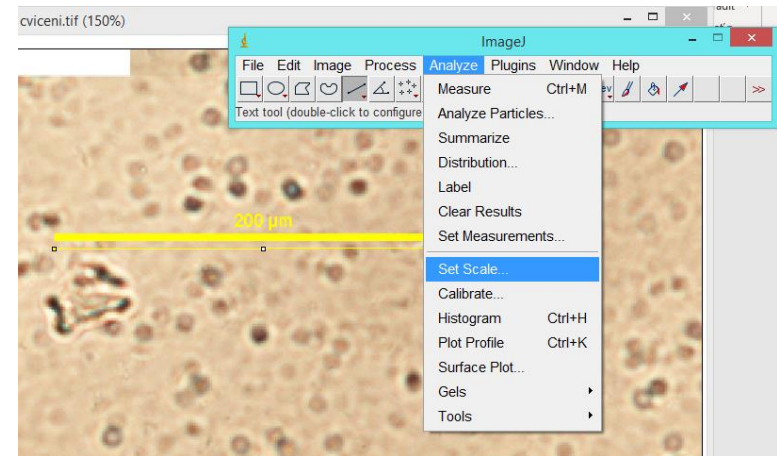 cviceni.tif (150%)
ImageJ
File Edit Image Process Analyze Plugins Window Help
Text tool (double-click to configure
200 µm
Measure Ctrl+M
Analyze Particles...
Summarize
Distribution...
Label
Clear Results
Set Measurements...
Set Scale...
Calibrate...
Histogram Ctrl+H
Plot Profile Ctrl+K
Surface Plot...
Gels
Tools